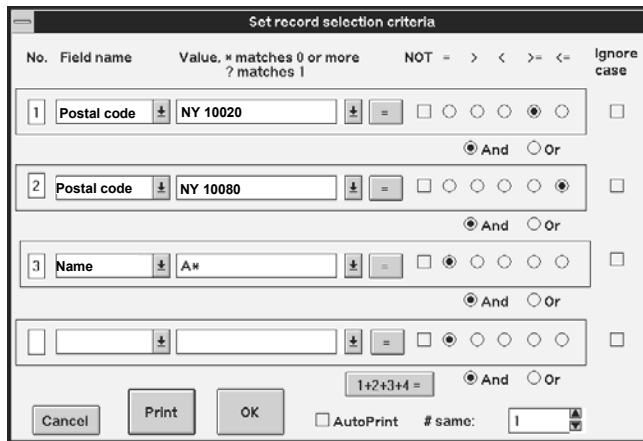 Set record selection criteria
No. Field name Value, * matches 0 or more NOT = > < >= <= Ignore
? matches 1 case
1 Postal code NY 10020 =
And Or
2 Postal code NY 10080 =
And Or
3 Name A* =
And Or
=
1+2+3+4 = And Or
Cancel Print OK AutoPrint # same: 1